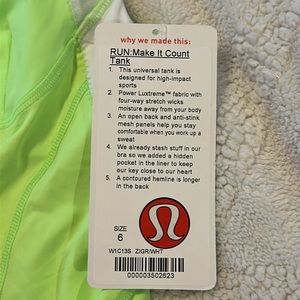 why we made this:
RUN:Make It Count
Tank
1. This universal tank is
designed for high-impact
sports
2. Power Luxtreme™ fabric with
four-way stretch wicks
moisture away from your body
3. An open back and anti-stink
mesh panels help you stay
comfortable when you work up a
sweat
4. We already stash stuff in our
bra so we added a hidden
pocket in the liner to keep
our key close to our heart
5. A contoured hemline is longer
in the back
SIZE
6
W1C13S ZIGR/WHT
000003502623